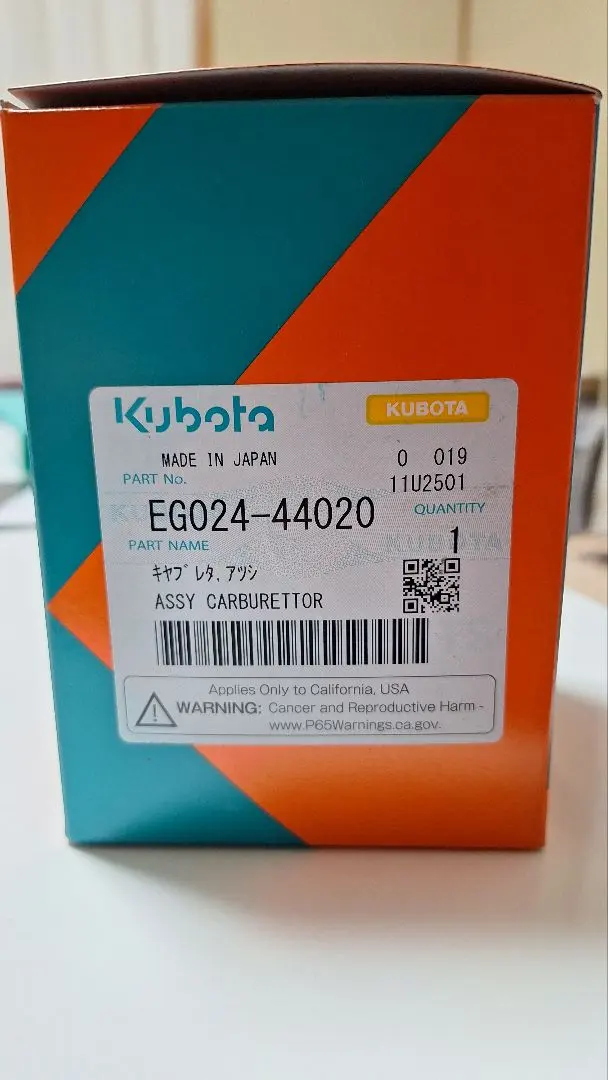 Kubota
KUBOTA
MADE IN JAPAN
0 019
PART No.
11U2501
EG024-44020
QUANTITY
1
PART NAME
ｷﾔﾌﾞﾚﾀ,ｱﾂｼ
ASSY CARBURETTOR
Applies Only to California, USA
WARNING: Cancer and Reproductive Harm -
www.P65Warnings.ca.gov.